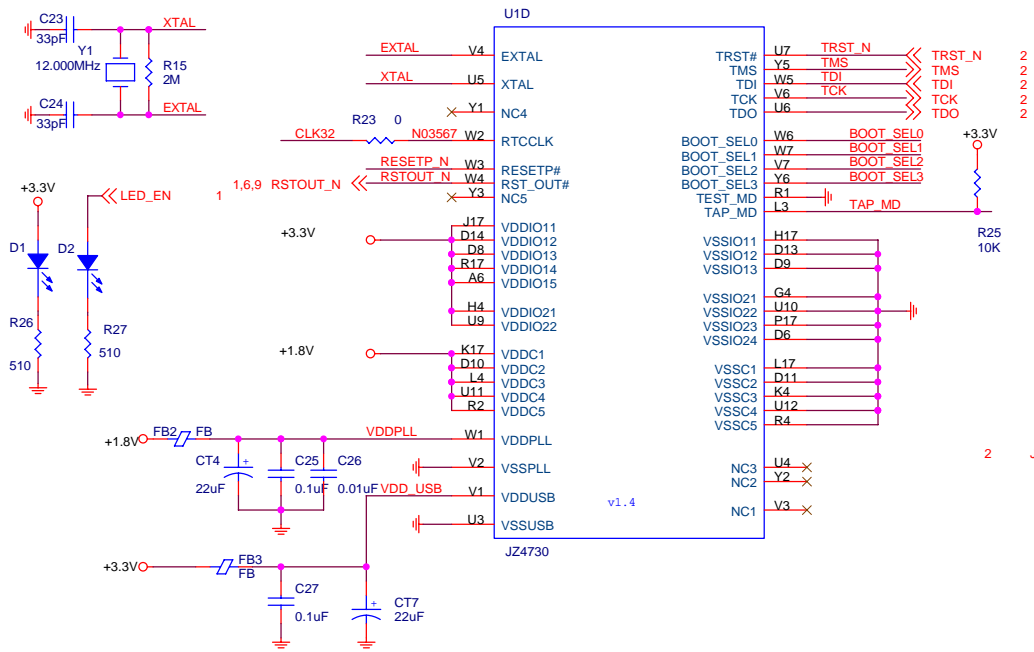 C23
XTAL
33pF
Y1
12.000MHz
R15
2M
C24
EXTAL
33pF
+3.3V
LED_EN
1
D1
D2
R26
510
R27
510
U1D
EXTAL V4 EXTAL
XTAL U5 XTAL
Y1 NC4
R23 0
CLK32 N03567 W2 RTCCLK
RESETP_N W3 RESETP#
1,6,9 RSTOUT_N RSTOUT_N W4 RST_OUT#
Y3 NC5
+3.3V
J17 VDDIO11
D14 VDDIO12
D8 VDDIO13
R17 VDDIO14
A6 VDDIO15
H4 VDDIO21
U9 VDDIO22
+1.8V
K17 VDDC1
D10 VDDC2
L4 VDDC3
U11 VDDC4
R2 VDDC5
+1.8V FB2 FB VDDPLL W1 VDDPLL
CT4
22uF
C25
0.1uF
C26
0.01uF
V2 VSSPLL
VDD_USB V1 VDDUSB
U3 VSSUSB
+3.3V FB3
FB
C27
0.1uF
CT7
22uF
TRST# U7 TRST_N TRST_N 2
TMS Y5 TMS TMS 2
TDI W5 TDI TDI 2
TCK V6 TCK TCK 2
TDO U6 TDO 2
BOOT_SEL0 W6 BOOT_SEL0
BOOT_SEL1 W7 BOOT_SEL1
BOOT_SEL2 V7 BOOT_SEL2
BOOT_SEL3 Y6 BOOT_SEL3
TEST_MD R1
TAP_MD L3 TAP_MD
+3.3V
R25
10K
VSSIO11 H17
VSSIO12 D13
VSSIO13 D9
VSSIO21 G4
VSSIO22 U10
VSSIO23 P17
VSSIO24 D6
VSSC1 L17
VSSC2 D11
VSSC3 K4
VSSC4 U12
VSSC5 R4
2 J
NC3 U4
NC2 Y2
NC1 V3
v1.4
JZ4730